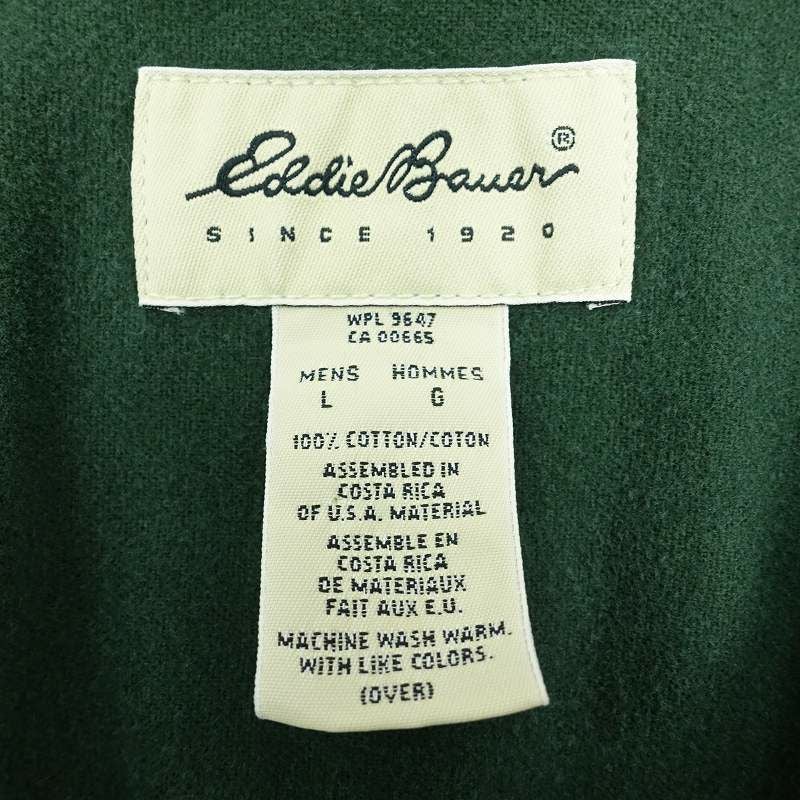 Eddie Bauer®
SINCE 1920
WPL 9647
CA 00665
MENS HOMMES
L G
100% COTTON/COTON
ASSEMBLED IN
COSTA RICA
OF U.S.A. MATERIAL
ASSEMBLE EN
COSTA RICA
DE MATERIAUX
FAIT AUX E.U.
MACHINE WASH WARM.
WITH LIKE COLORS.
(OVER)